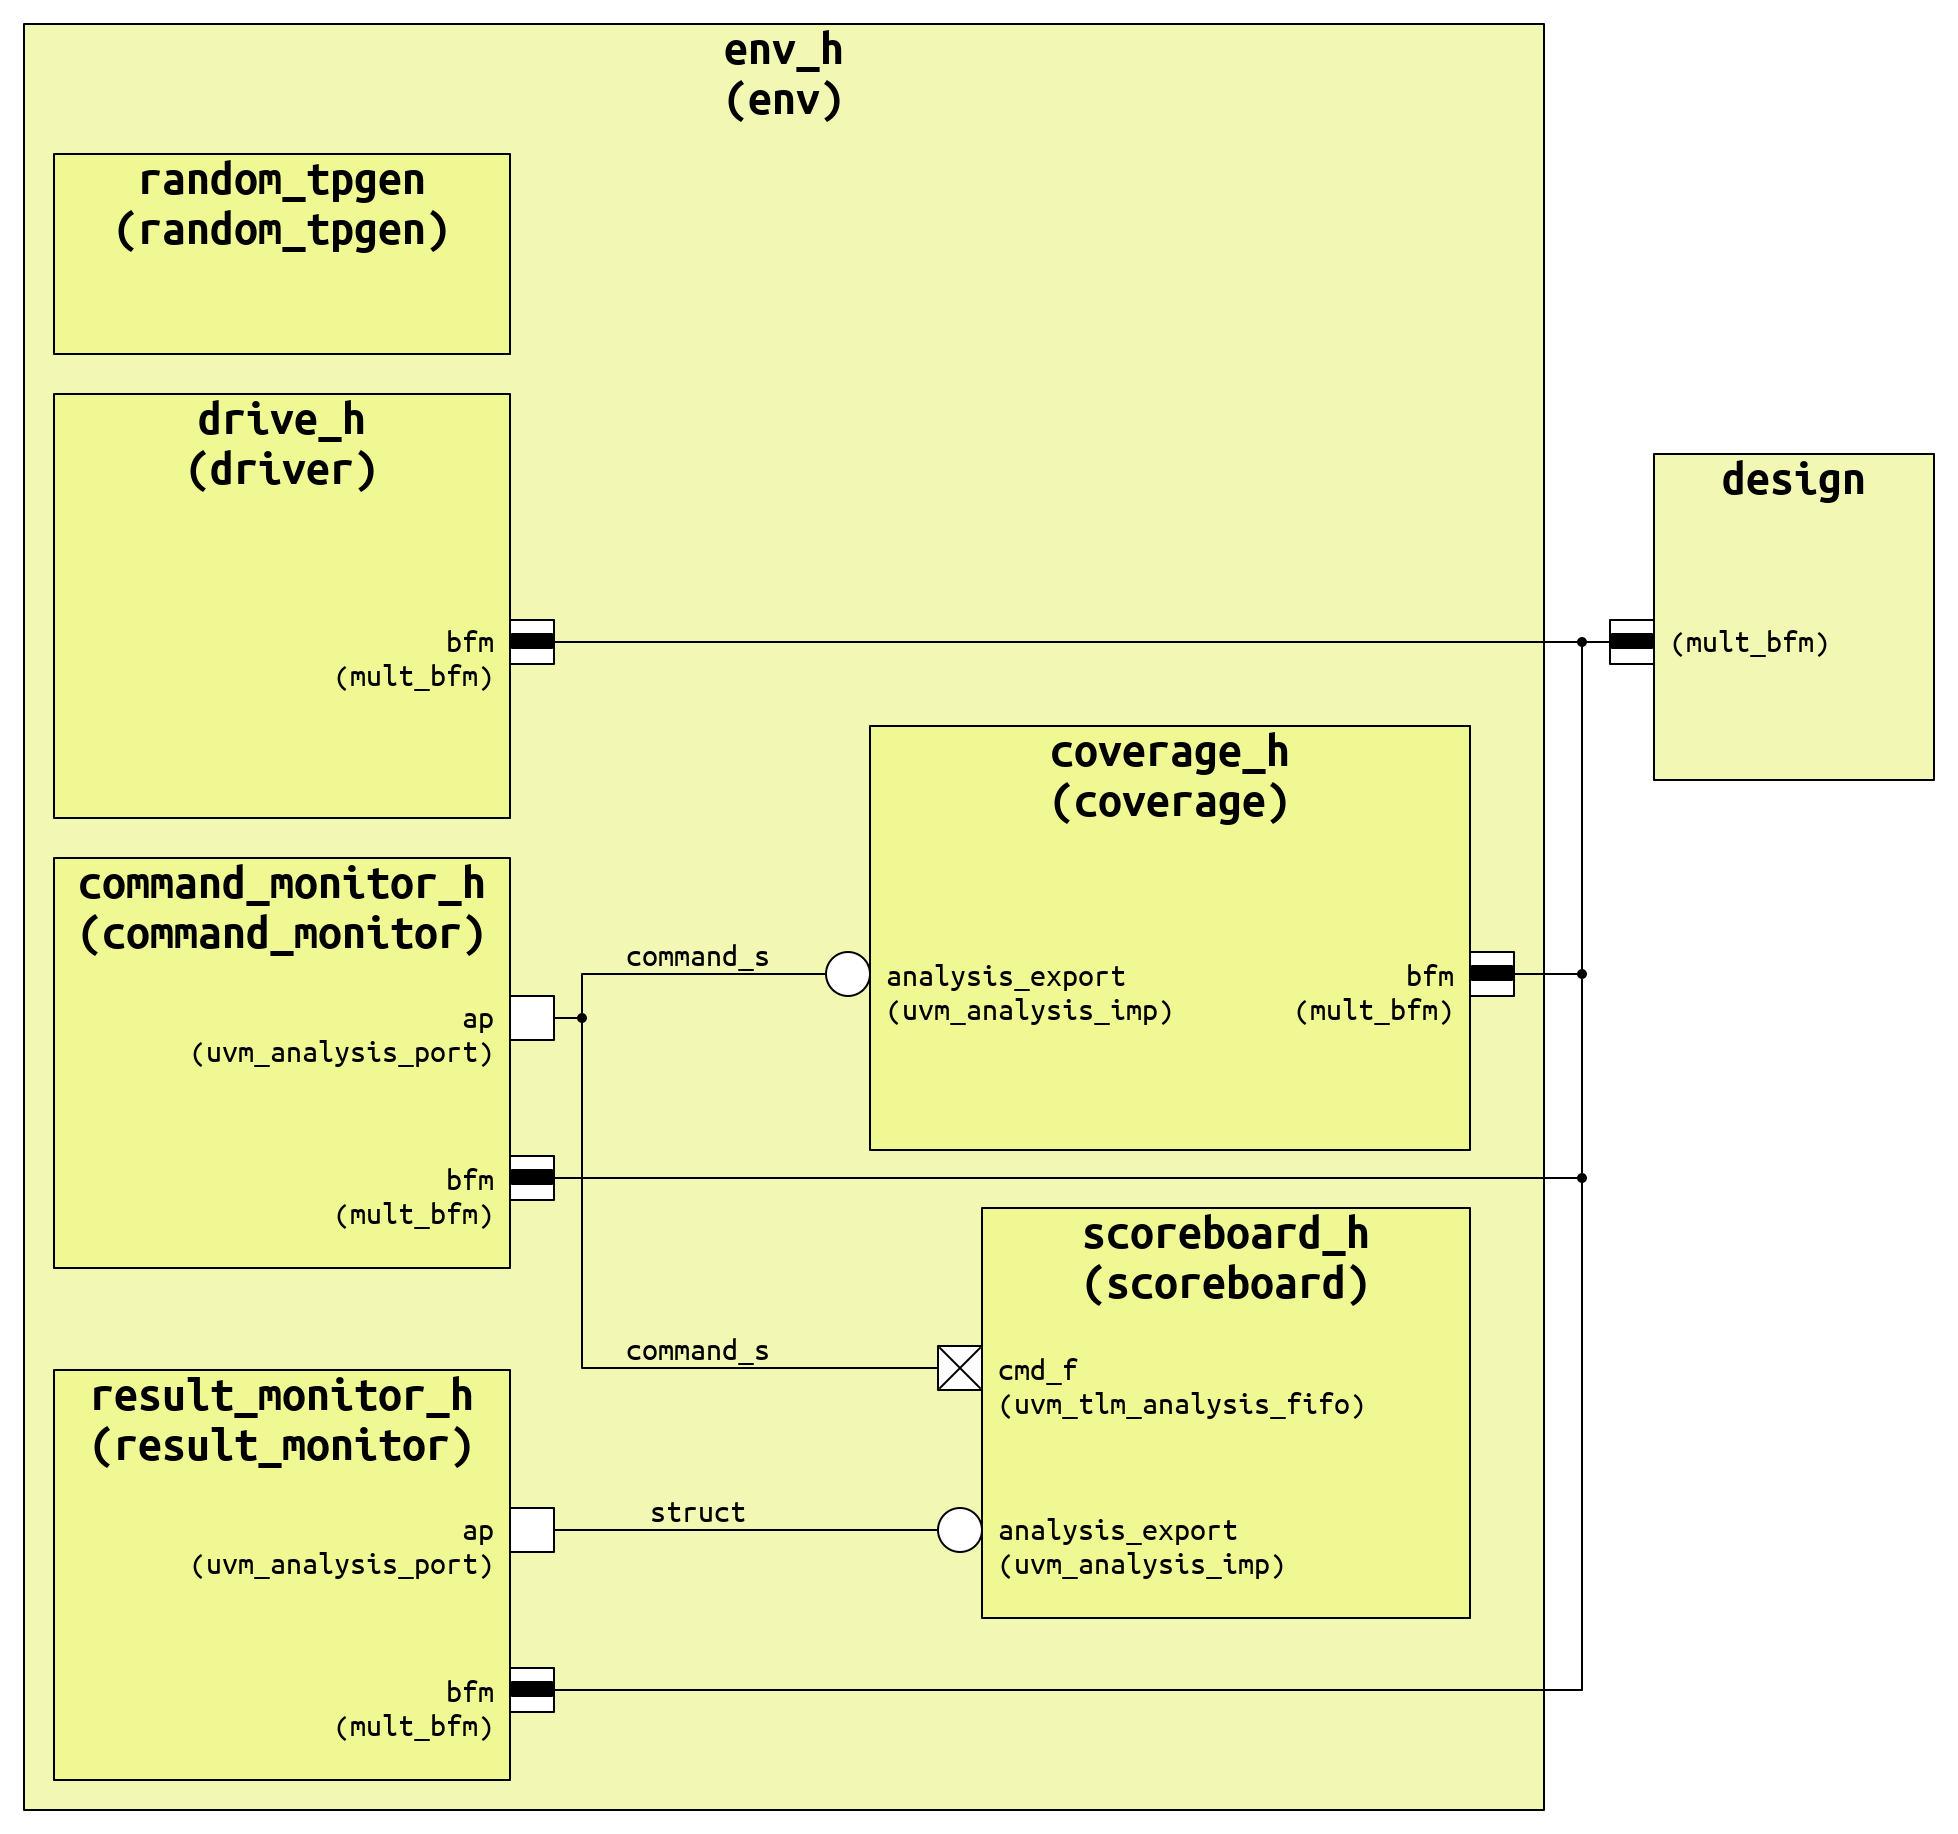 env_h
(env)
random_tpgen
(random_tpgen)
drive_h
(driver)
bfm
(mult_bfm)
design
(mult_bfm)
coverage_h
(coverage)
analysis_export
(uvm_analysis_imp)
bfm
(mult_bfm)
command_monitor_h
(command_monitor)
ap
(uvm_analysis_port)
bfm
(mult_bfm)
command_s
command_s
scoreboard_h
(scoreboard)
cmd_f
(uvm_tlm_analysis_fifo)
analysis_export
(uvm_analysis_imp)
result_monitor_h
(result_monitor)
ap
(uvm_analysis_port)
struct
bfm
(mult_bfm)